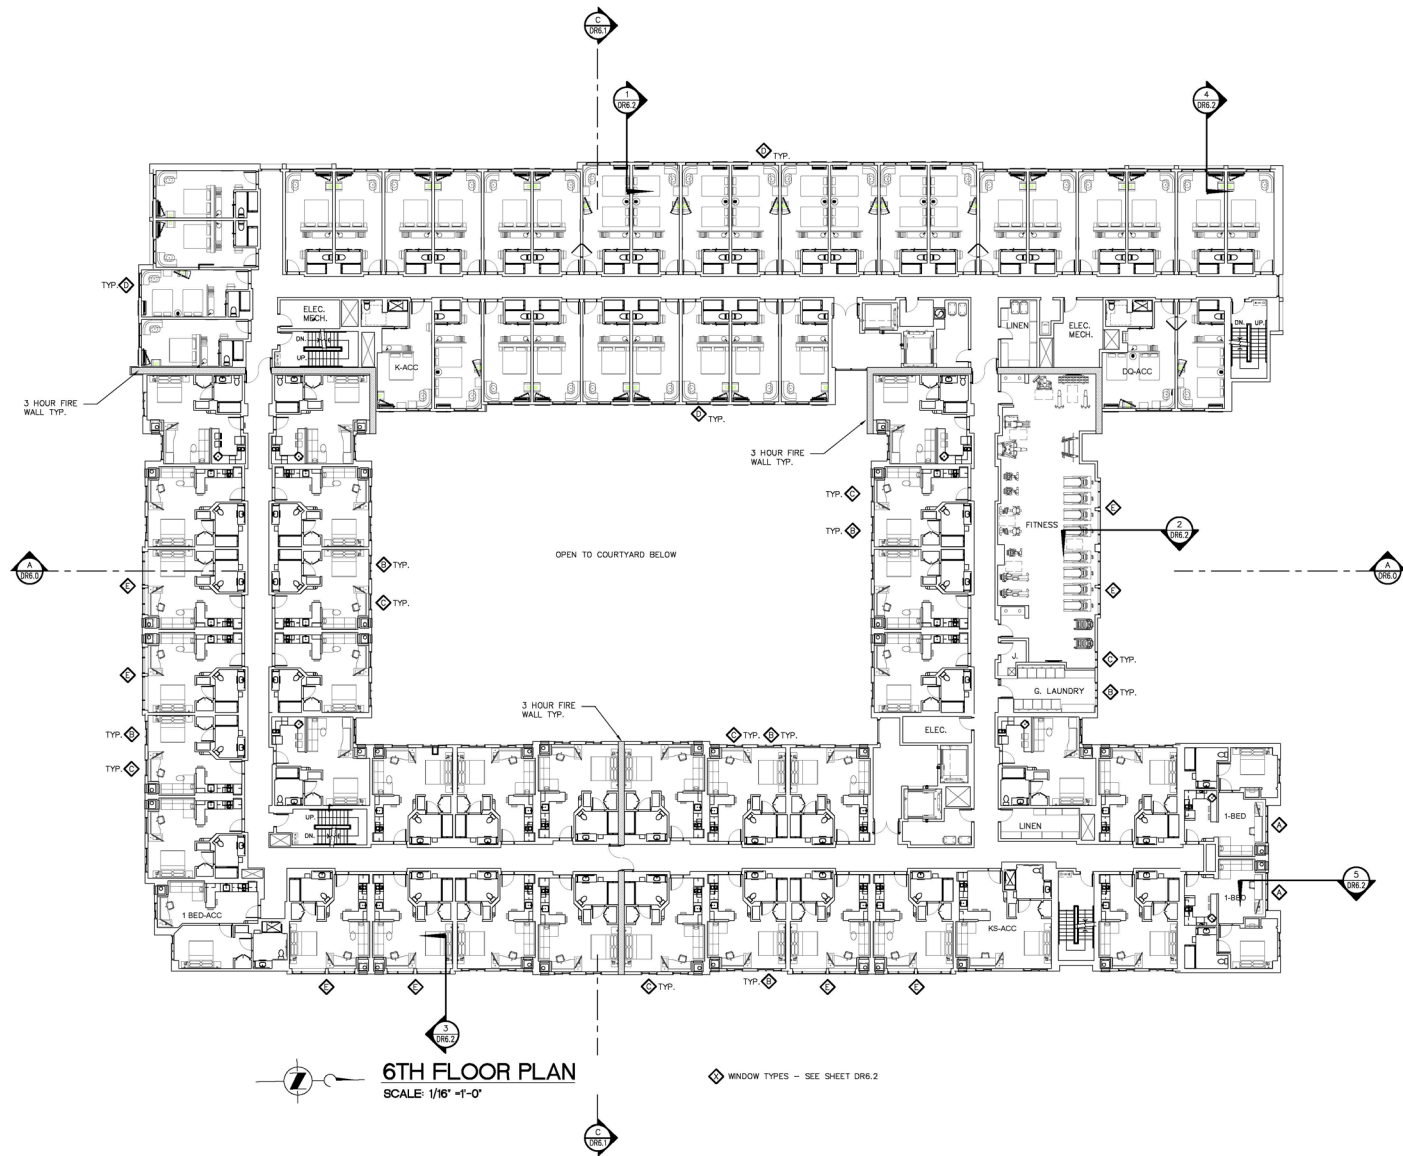 C
DR6.1
1
DR6.2
4
DR6.2
D TYP.
TYP. D
ELEC.
MECH.
DN.
UP.
K-ACC
LINEN
ELEC.
MECH.
DN.
UP.
DQ-ACC
3 HOUR FIRE
WALL TYP.
D
TYP.
3 HOUR FIRE
WALL TYP.
TYP. C
E
FITNESS
2
DR6.2
TYP. B
OPEN TO COURTYARD BELOW
A
DR6.0
B TYP.
A
DR6.0
E
E
C TYP.
C TYP.
J.
E
G. LAUNDRY
B TYP.
3 HOUR FIRE
WALL TYP.
ELEC.
TYP. B
C TYP. B TYP.
TYP. C
UP.
DN.
LINEN
1-BED
A
5
DR6.2
1-BED
A
1 BED-ACC
KS-ACC
E
E
C TYP.
TYP. B
E
E
3
DR6.2
Z
6TH FLOOR PLAN
SCALE: 1/16" =1'-0"
X WINDOW TYPES - SEE SHEET DR6.2
C
DR6.1